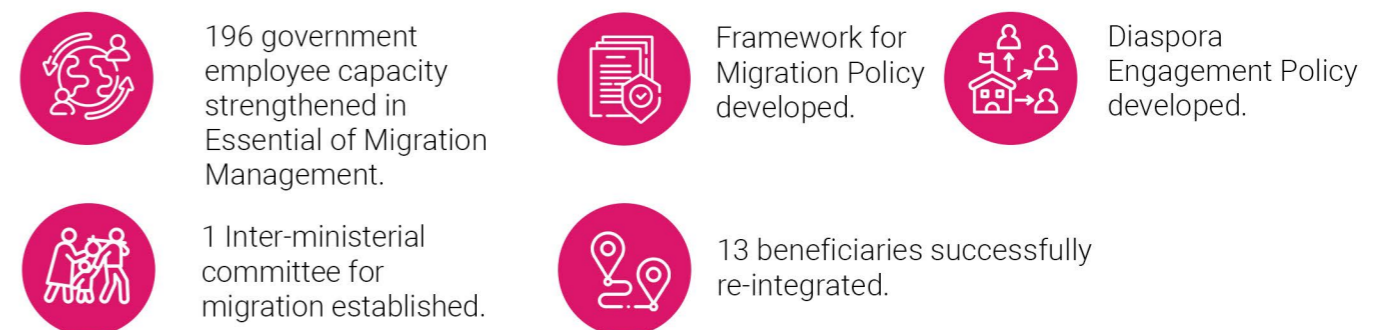 196 government
employee capacity
strengthened in
Essential of Migration
Management.
Framework for
Migration Policy
developed.
Diaspora
Engagement Policy
developed.
1 Inter-ministerial
committee for
migration established.
13 beneficiaries successfully
re-integrated.